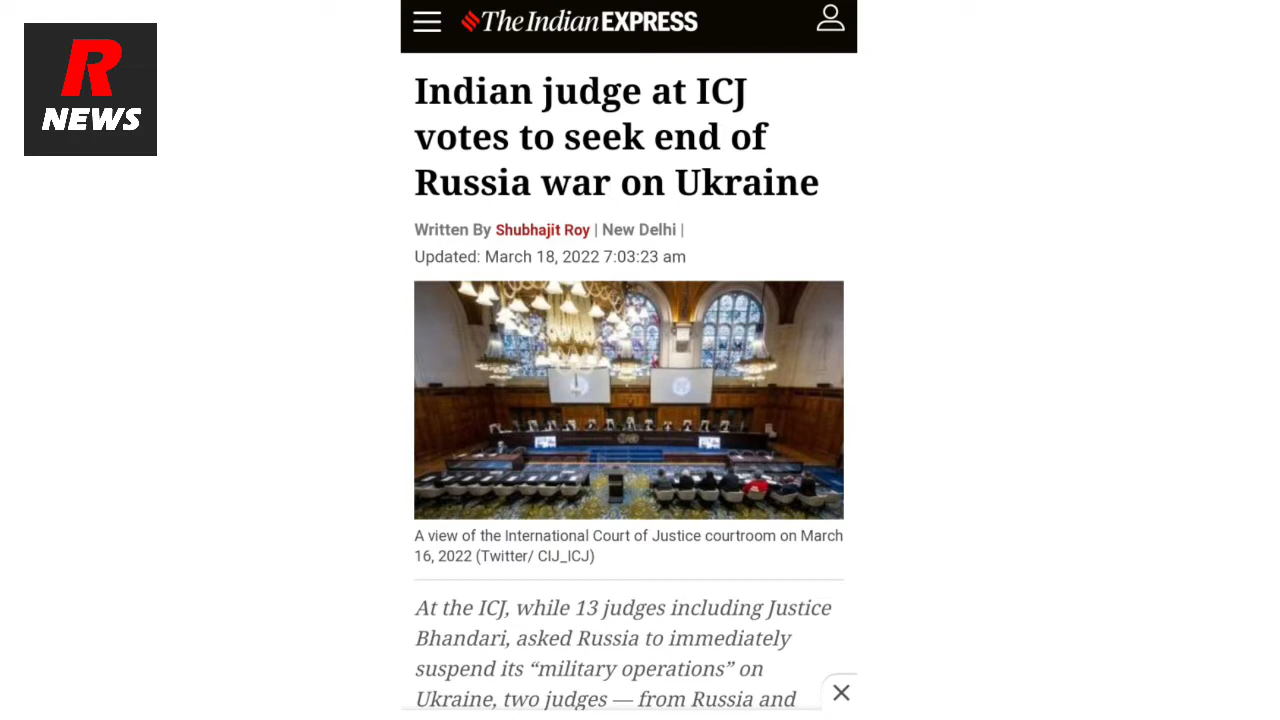 R
NEWS
The Indian EXPRESS
Indian judge at ICJ
votes to seek end of
Russia war on Ukraine
Written By Shubhajit Roy | New Delhi |
Updated: March 18, 2022 7:03:23 am
A view of the International Court of Justice courtroom on March
16, 2022 (Twitter/ CIJ_ICJ)
At the ICJ, while 13 judges including Justice
Bhandari, asked Russia to immediately
suspend its “military operations” on
Ukraine, two judges — from Russia and